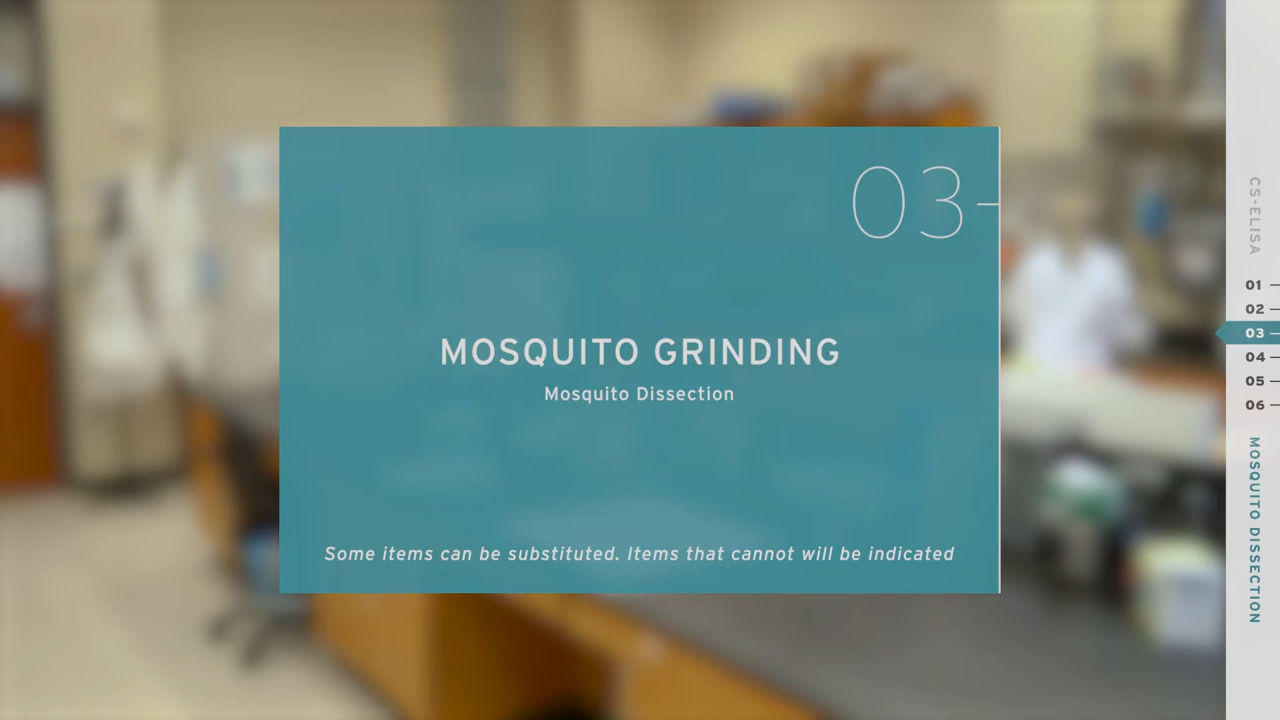 03-
MOSQUITO GRINDING
Mosquito Dissection
Some items can be substituted. Items that cannot will be indicated
CS-ELISA
01
02
03
04
05
06
MOSQUITO DISSECTION